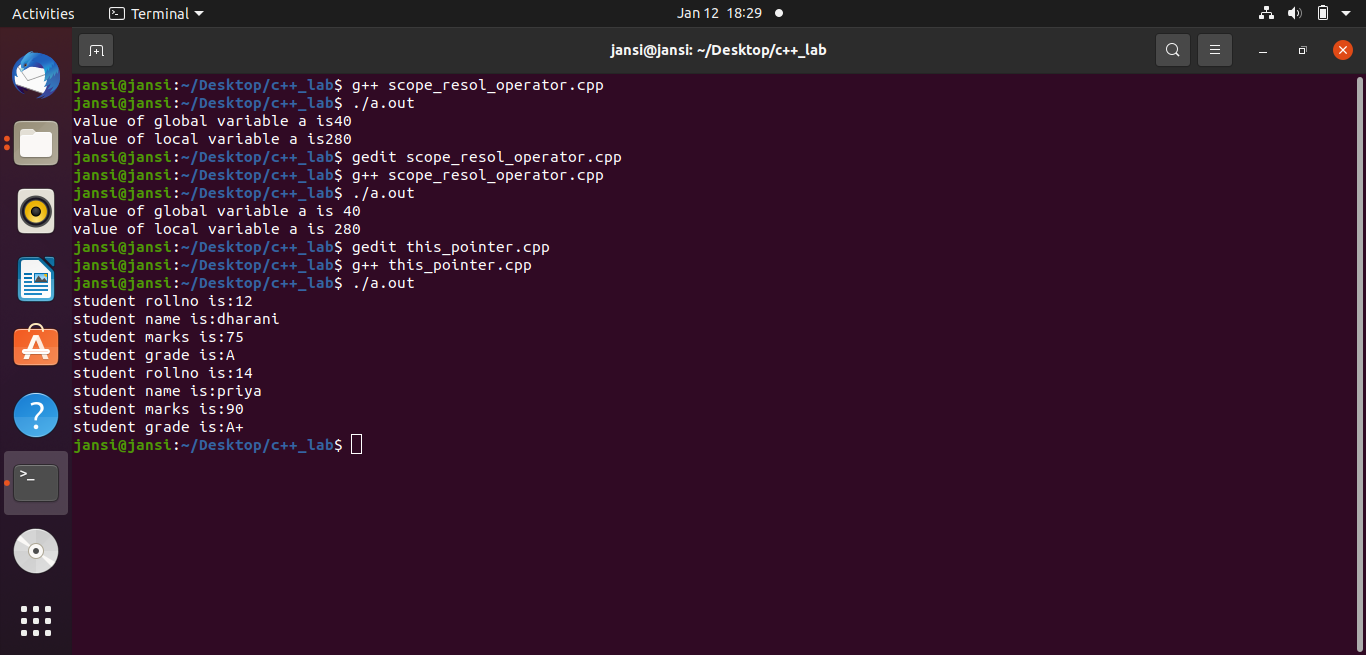 Activities Terminal Jan 12 18:29
jansi@jansi: ~/Desktop/c++_lab
jansi@jansi:~/Desktop/c++_lab$ g++ scope_resol_operator.cpp
jansi@jansi:~/Desktop/c++_lab$ ./a.out
value of global variable a is40
value of local variable a is280
jansi@jansi:~/Desktop/c++_lab$ gedit scope_resol_operator.cpp
jansi@jansi:~/Desktop/c++_lab$ g++ scope_resol_operator.cpp
jansi@jansi:~/Desktop/c++_lab$ ./a.out
value of global variable a is 40
value of local variable a is 280
jansi@jansi:~/Desktop/c++_lab$ gedit this_pointer.cpp
jansi@jansi:~/Desktop/c++_lab$ g++ this_pointer.cpp
jansi@jansi:~/Desktop/c++_lab$ ./a.out
student rollno is:12
student name is:dharani
student marks is:75
student grade is:A
student rollno is:14
student name is:priya
student marks is:90
student grade is:A+
jansi@jansi:~/Desktop/c++_lab$